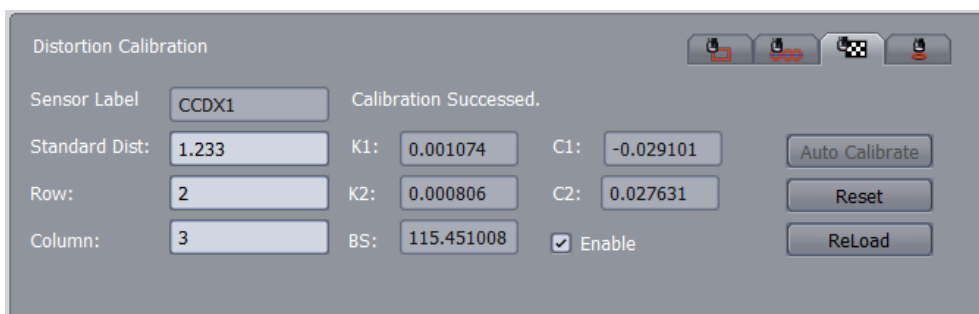 Distortion Calibration
Sensor Label CCDX1 Calibration Successed.
Standard Dist: 1.233 K1: 0.001074 C1: -0.029101 Auto Calibrate
Row: 2 K2: 0.000806 C2: 0.027631 Reset
Column: 3 BS: 115.451008 Enable ReLoad